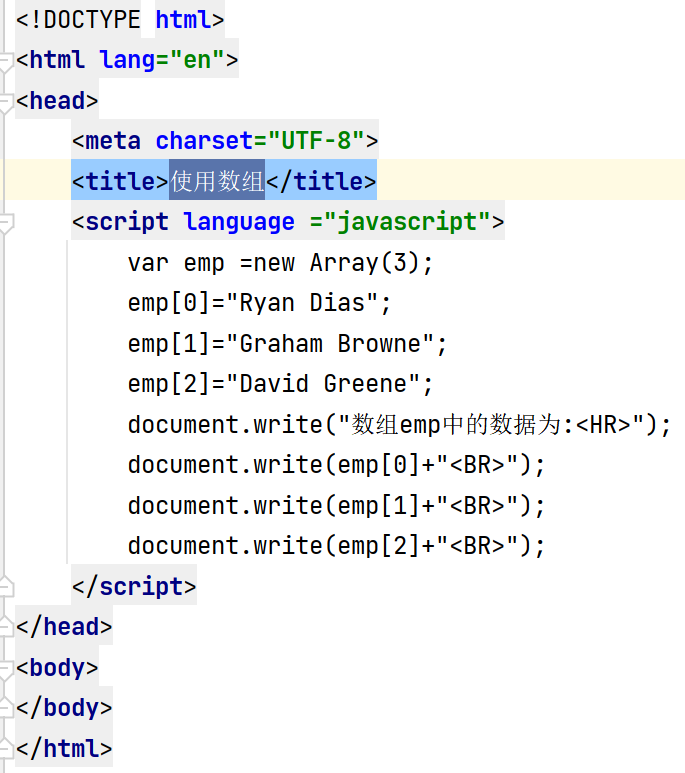 <!DOCTYPE html>
<html lang="en">
<head>
<meta charset="UTF-8">
<title>使用数组</title>
<script language ="javascript">
var emp =new Array(3);
emp[0]="Ryan Dias";
emp[1]="Graham Browne";
emp[2]="David Greene";
document.write("数组emp中的数据为:<HR>");
document.write(emp[0]+"<BR>");
document.write(emp[1]+"<BR>");
document.write(emp[2]+"<BR>");
</script>
</head>
<body>
</body>
</html>